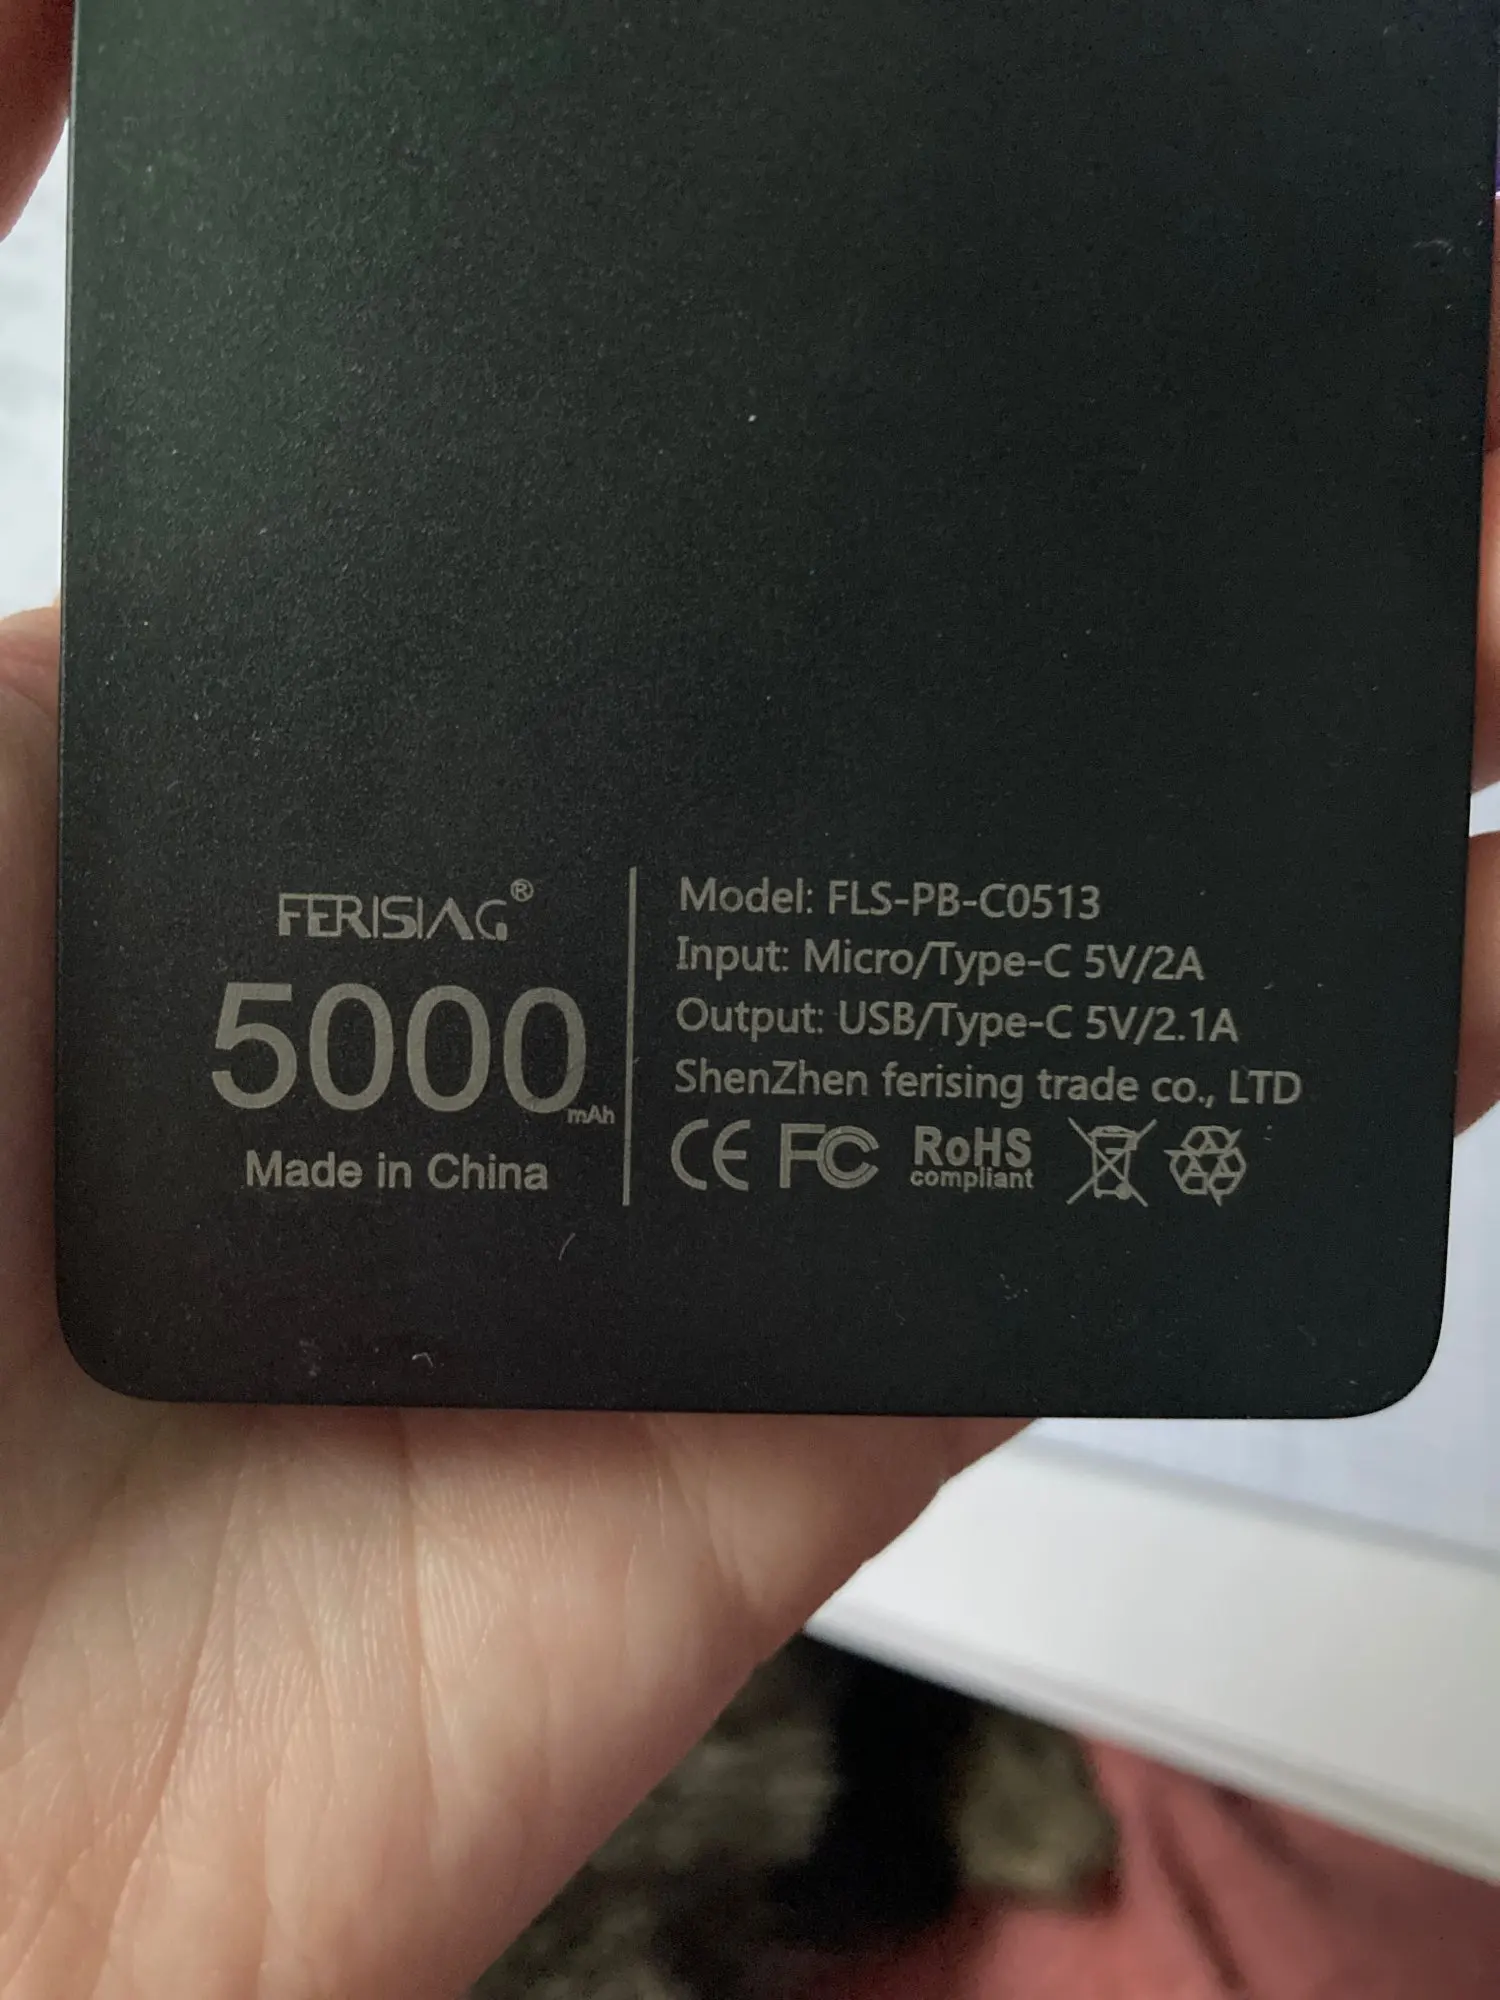 FERISIAG®
5000mAh
Made in China
Model: FLS-PB-C0513
Input: Micro/Type-C 5V/2A
Output: USB/Type-C 5V/2.1A
ShenZhen ferising trade co., LTD
CE FC RoHS
compliant